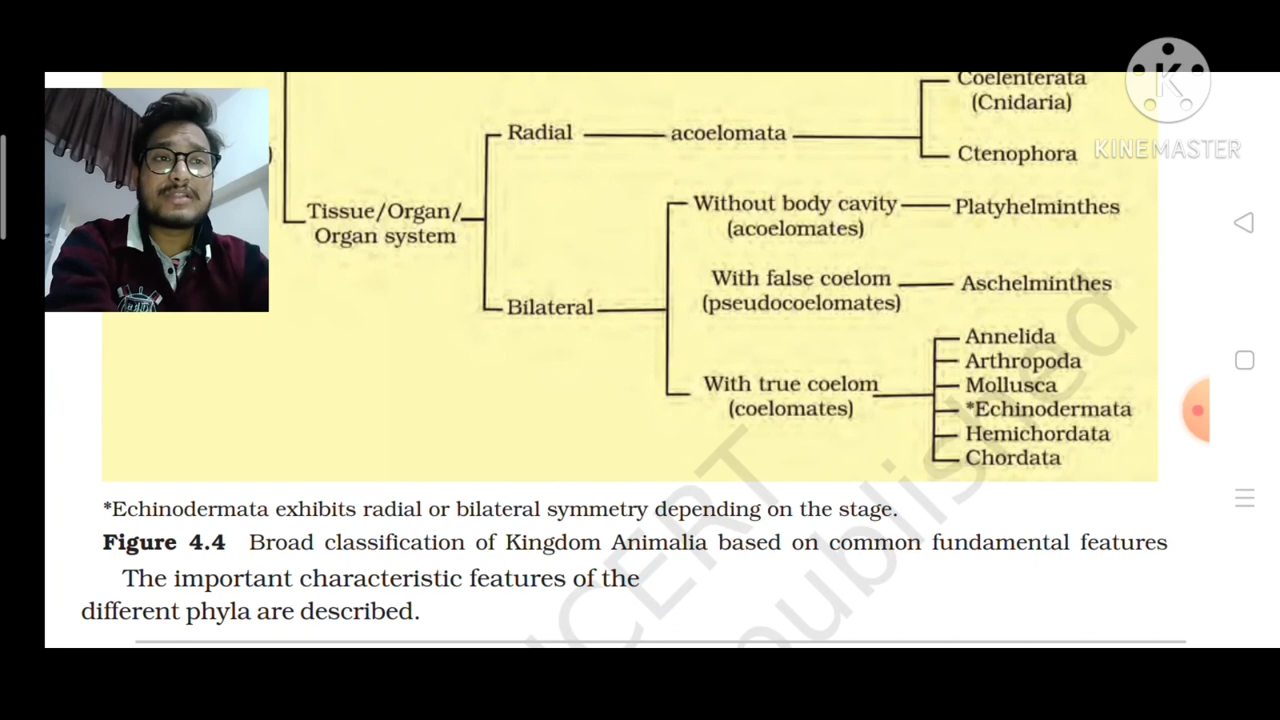 Coelenterata
(Cnidaria)
KINEMASTER
Radial
acoelomata
Ctenophora
Tissue/Organ/
Organ system
Without body cavity
(acoelomates)
Platyhelminthes
With false coelom
(pseudocoelomates)
Aschelminthes
Bilateral
With true coelom
(coelomates)
Annelida
Arthropoda
Mollusca
*Echinodermata
Hemichordata
Chordata
*Echinodermata exhibits radial or bilateral symmetry depending on the stage.
Figure 4.4 Broad classification of Kingdom Animalia based on common fundamental features
The important characteristic features of the
different phyla are described.